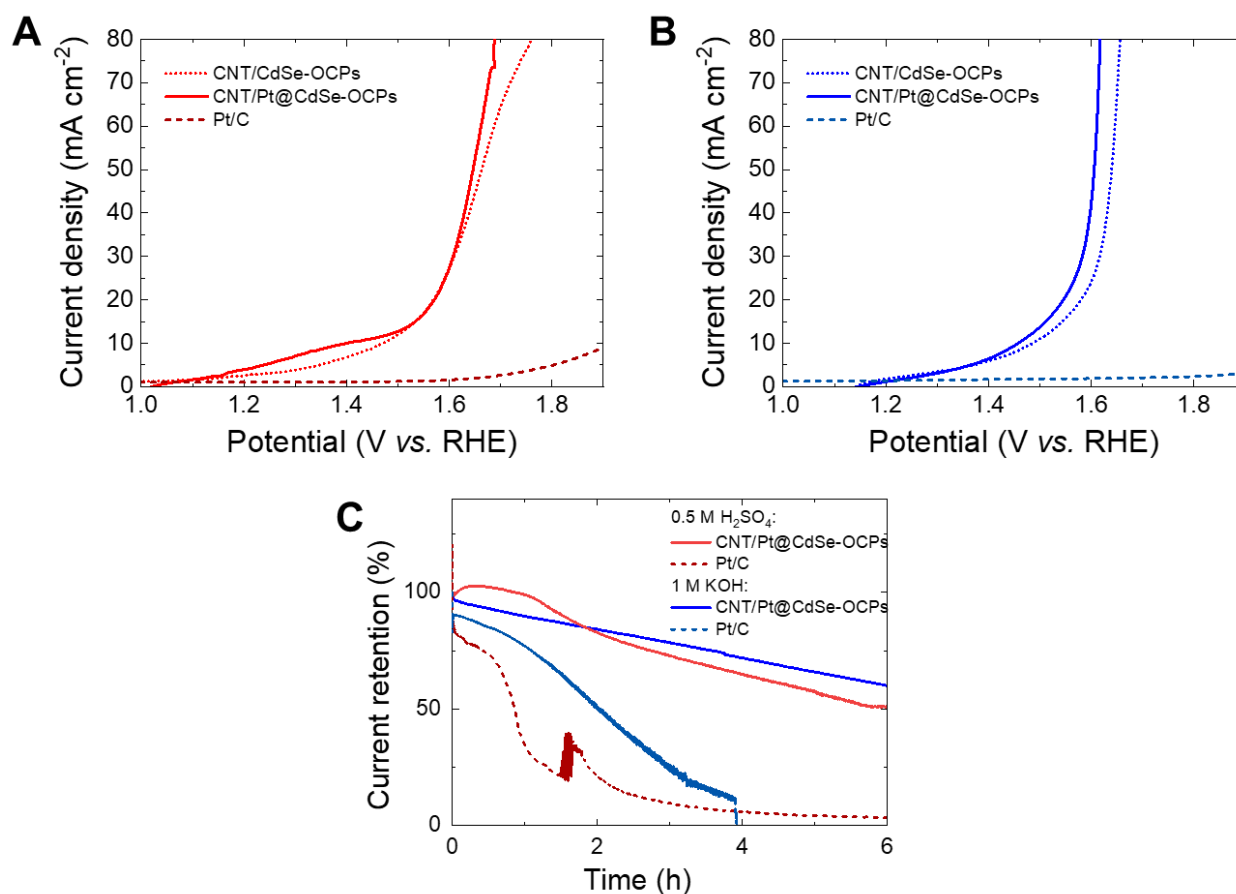 A
Current density (mA cm⁻²)
80
70
60
50
40
30
20
10
0
CNT/CdSe-OCPs
CNT/Pt@CdSe-OCPs
Pt/C
1.0 1.2 1.4 1.6 1.8
Potential (V vs. RHE)
B
Current density (mA cm⁻²)
80
70
60
50
40
30
20
10
0
CNT/CdSe-OCPs
CNT/Pt@CdSe-OCPs
Pt/C
1.0 1.2 1.4 1.6 1.8
Potential (V vs. RHE)
C
Current retention (%)
100
50
0
0.5 M H₂SO₄:
CNT/Pt@CdSe-OCPs
Pt/C
1 M KOH:
CNT/Pt@CdSe-OCPs
Pt/C
0 2 4 6
Time (h)